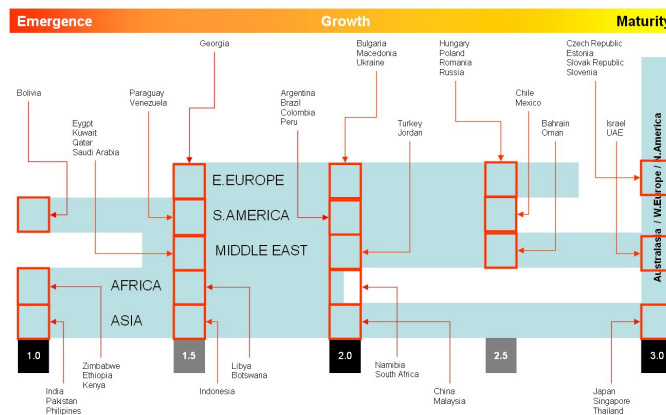 Emergence
Growth
Maturity
Georgia
Bulgaria
Macedonia
Ukraine
Hungary
Poland
Romania
Russia
Czech Republic
Estonia
Slovak Republic
Slovenia
Bolivia
Paraguay
Venezuela
Argentina
Brazil
Colombia
Peru
Chile
Mexico
Eygpt
Kuwait
Qatar
Saudi Arabia
Turkey
Jordan
Bahrain
Oman
Israel
UAE
E.EUROPE
S.AMERICA
MIDDLE EAST
AFRICA
ASIA
Australasia / W.Europe / N.America
1.0
1.5
2.0
2.5
3.0
Zimbabwe
Ethiopia
Kenya
Libya
Botswana
Namibia
South Africa
India
Pakistan
Philipines
Indonesia
China
Malaysia
Japan
Singapore
Thailand